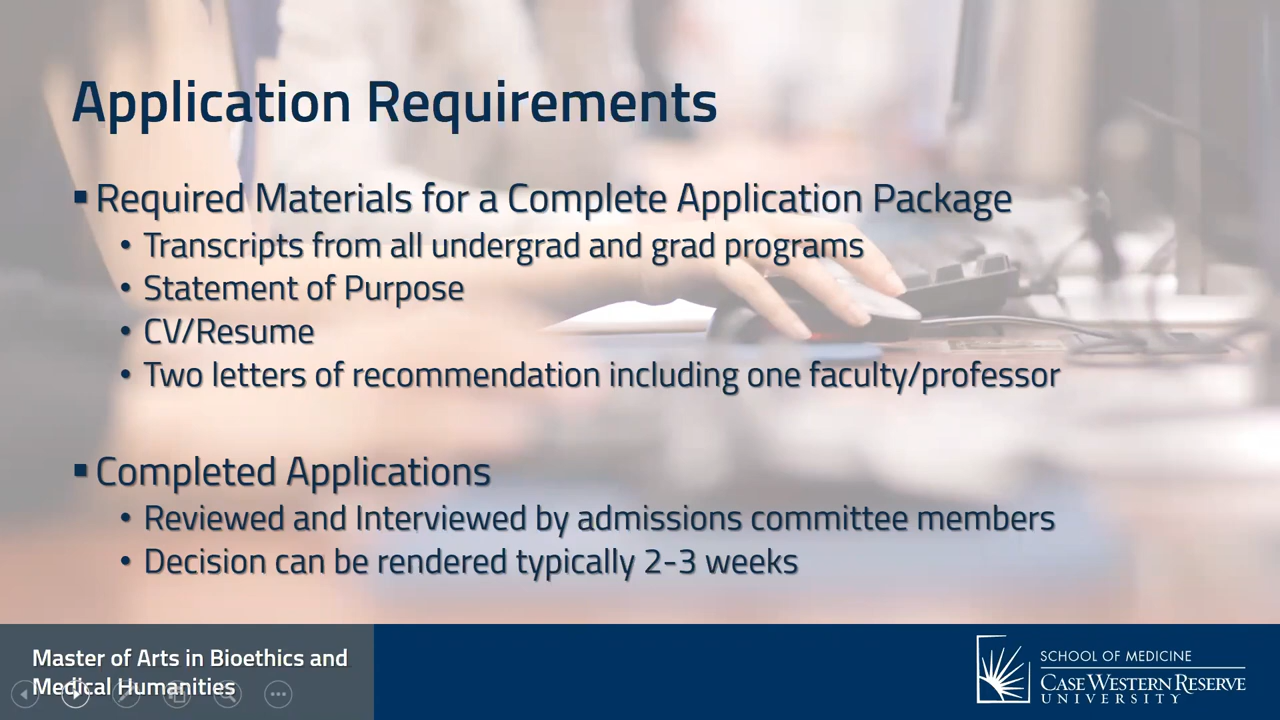 Application Requirements
▪ Required Materials for a Complete Application Package
• Transcripts from all undergrad and grad programs
• Statement of Purpose
• CV/Resume
• Two letters of recommendation including one faculty/professor
▪ Completed Applications
• Reviewed and Interviewed by admissions committee members
• Decision can be rendered typically 2-3 weeks
Master of Arts in Bioethics and
Medical Humanities
SCHOOL OF MEDICINE
CASE WESTERN RESERVE
UNIVERSITY